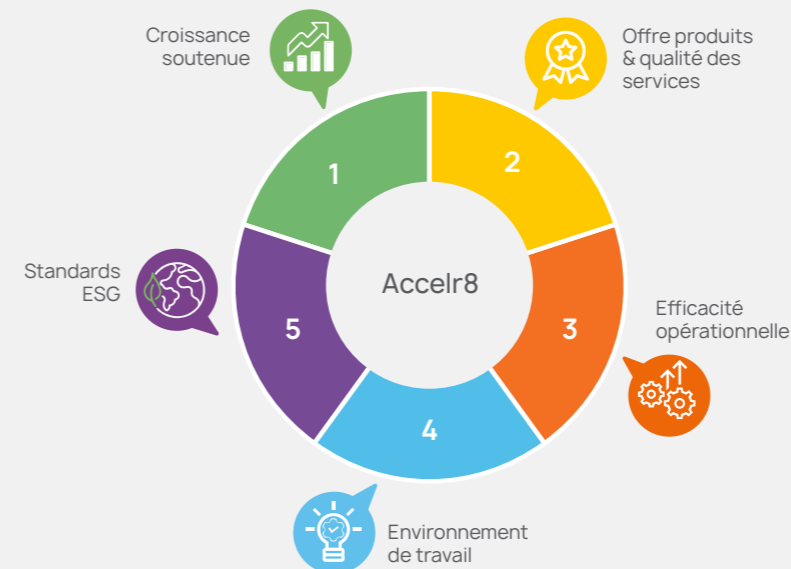 Croissance
soutenue
Offre produits
& qualité des
services
1
2
Standards
ESG
Accelr8
5
3
Efficacité
opérationnelle
4
Environnement
de travail